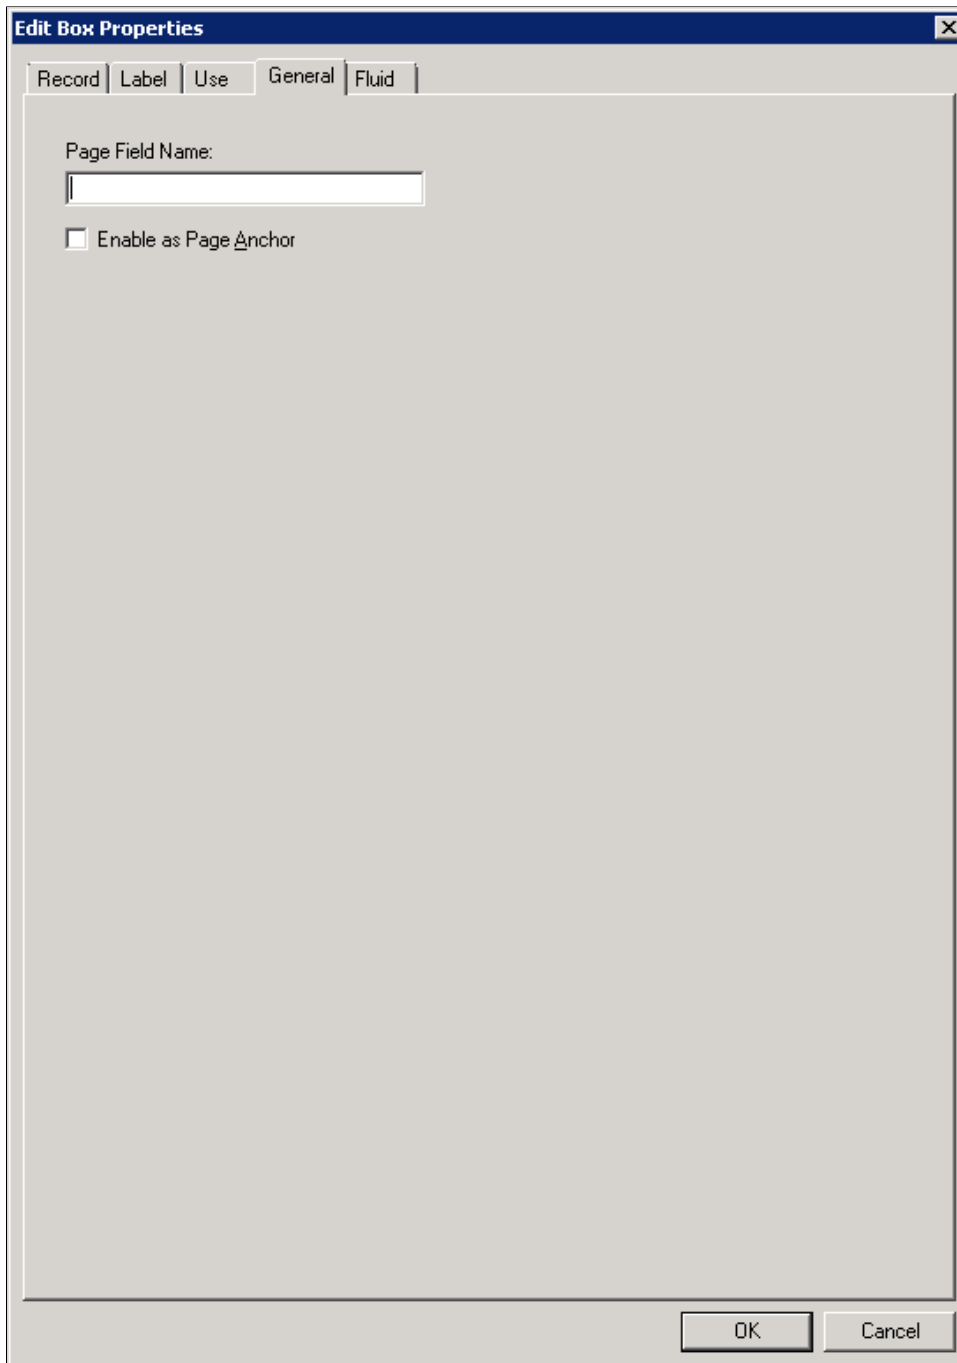 Edit Box Properties
Record Label Use General Fluid
Page Field Name:
Enable as Page Anchor
OK Cancel